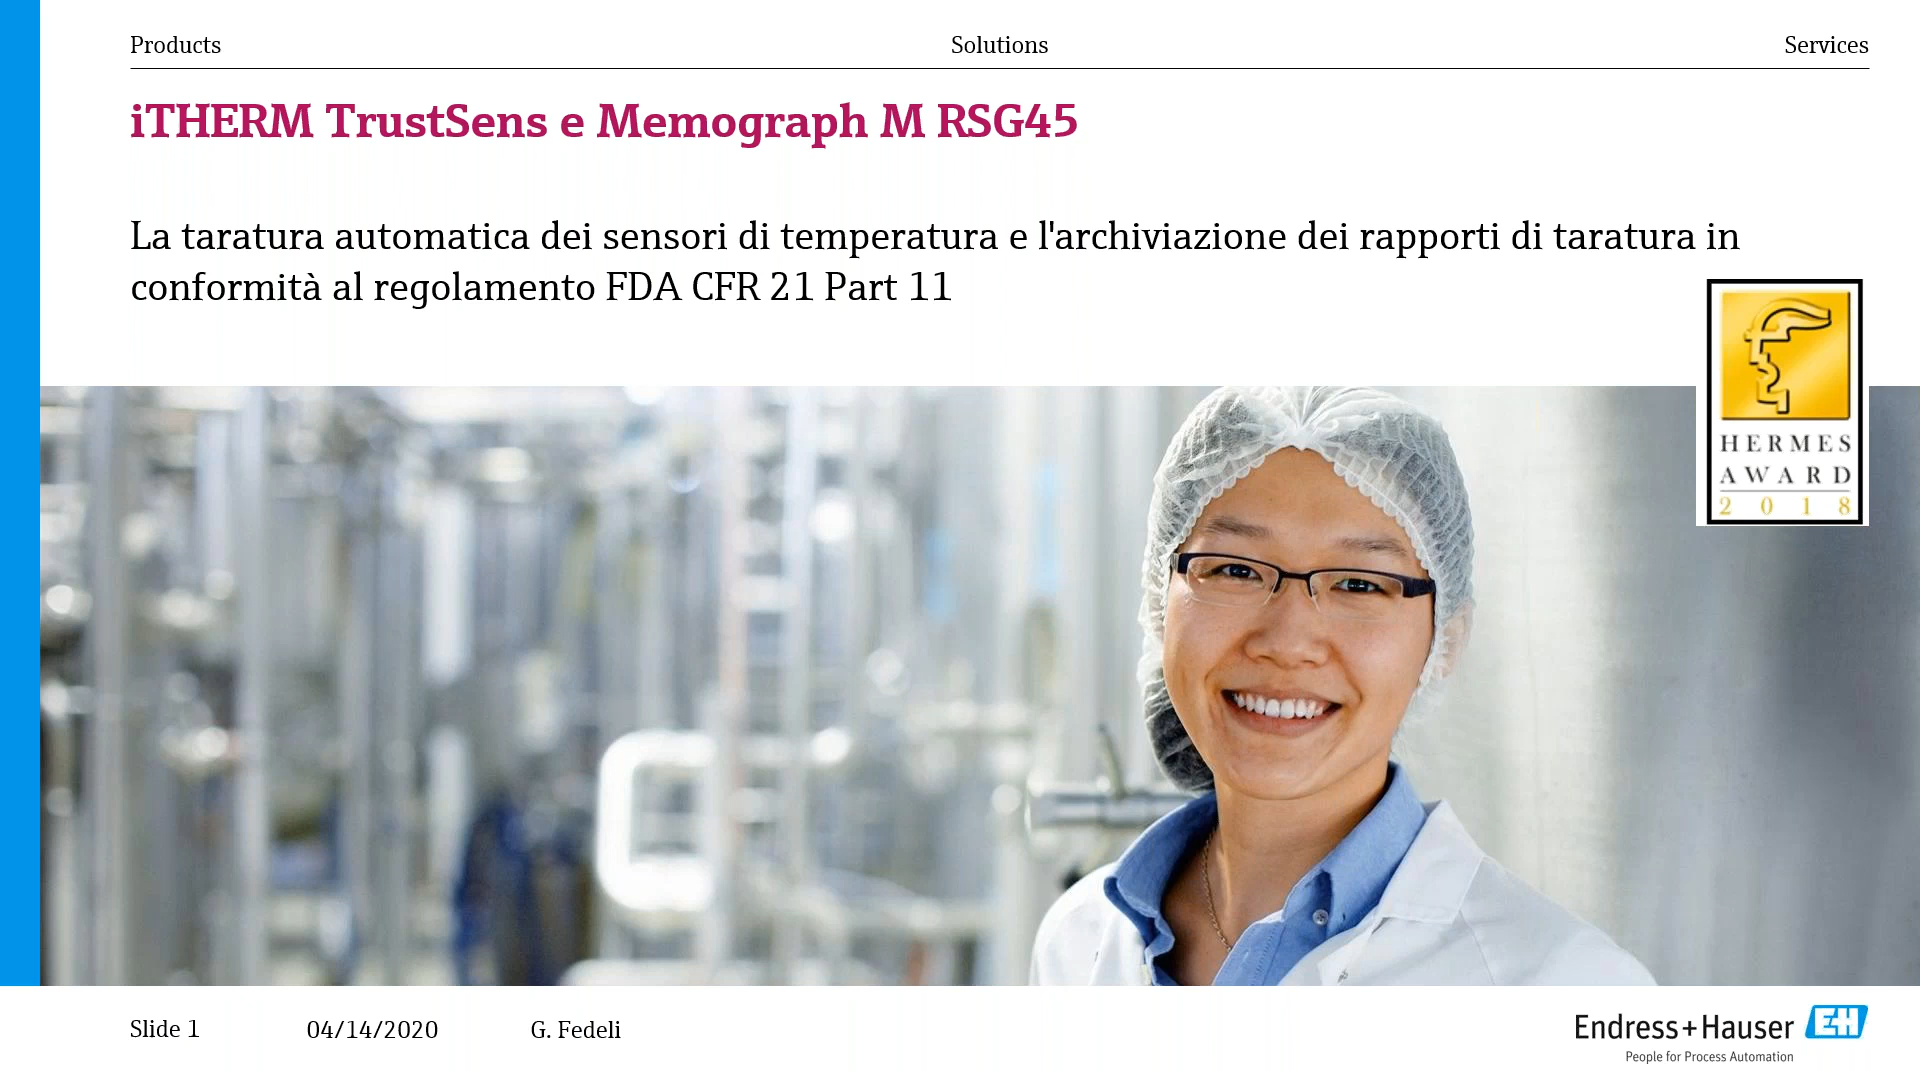 Products
Solutions
Services
iTHERM TrustSens e Memograph M RSG45
La taratura automatica dei sensori di temperatura e l'archiviazione dei rapporti di taratura in
conformità al regolamento FDA CFR 21 Part 11
HERMES
AWARD
2018
Slide 1
04/14/2020
G. Fedeli
Endress+Hauser
EH
People for Process Automation